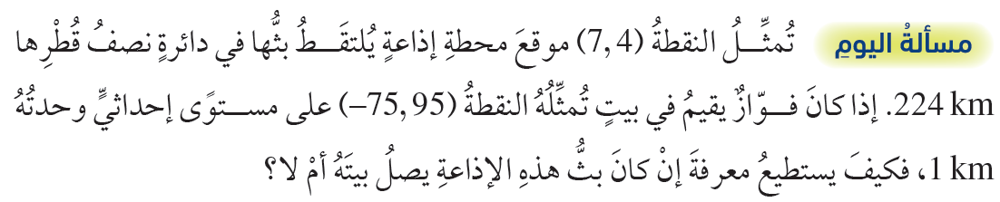 مسألةُ اليومِ تُمثِّلُ النقطةُ (7, 4) موقعَ محطةِ إذاعةٍ يُلتقَطُ بثُّها في دائرةٍ نصفُ قُطْرِها
224 km. إذا كانَ فوّازٌ يقيمُ في بيتٍ تُمثِّلُهُ النقطةُ (–75, 95) على مستوًى إحداثيٍّ وحدتُهُ
1 km، فكيفَ يستطيعُ معرفةَ إنْ كانَ بثُّ هذهِ الإذاعةِ يصلُ بيتَهُ أمْ لا؟